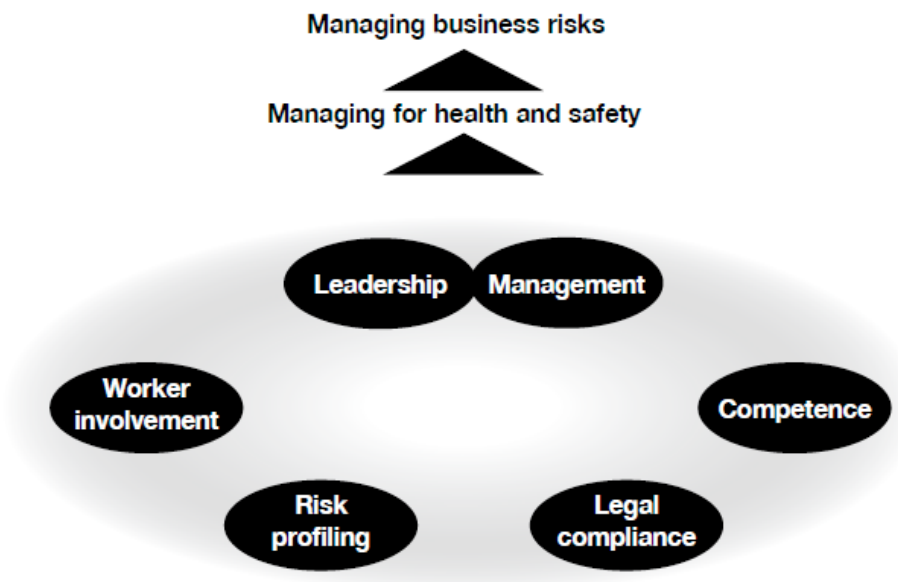 Managing business risks
Managing for health and safety
Leadership
Management
Worker
involvement
Competence
Risk
profiling
Legal
compliance